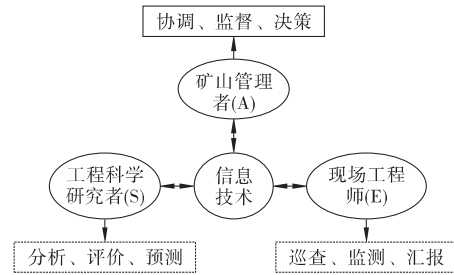 协调、监督、决策
矿山管理
者(A)
工程科学
研究者(S)
信息
技术
现场工程
师(E)
分析、评价、预测
巡查、监测、汇报